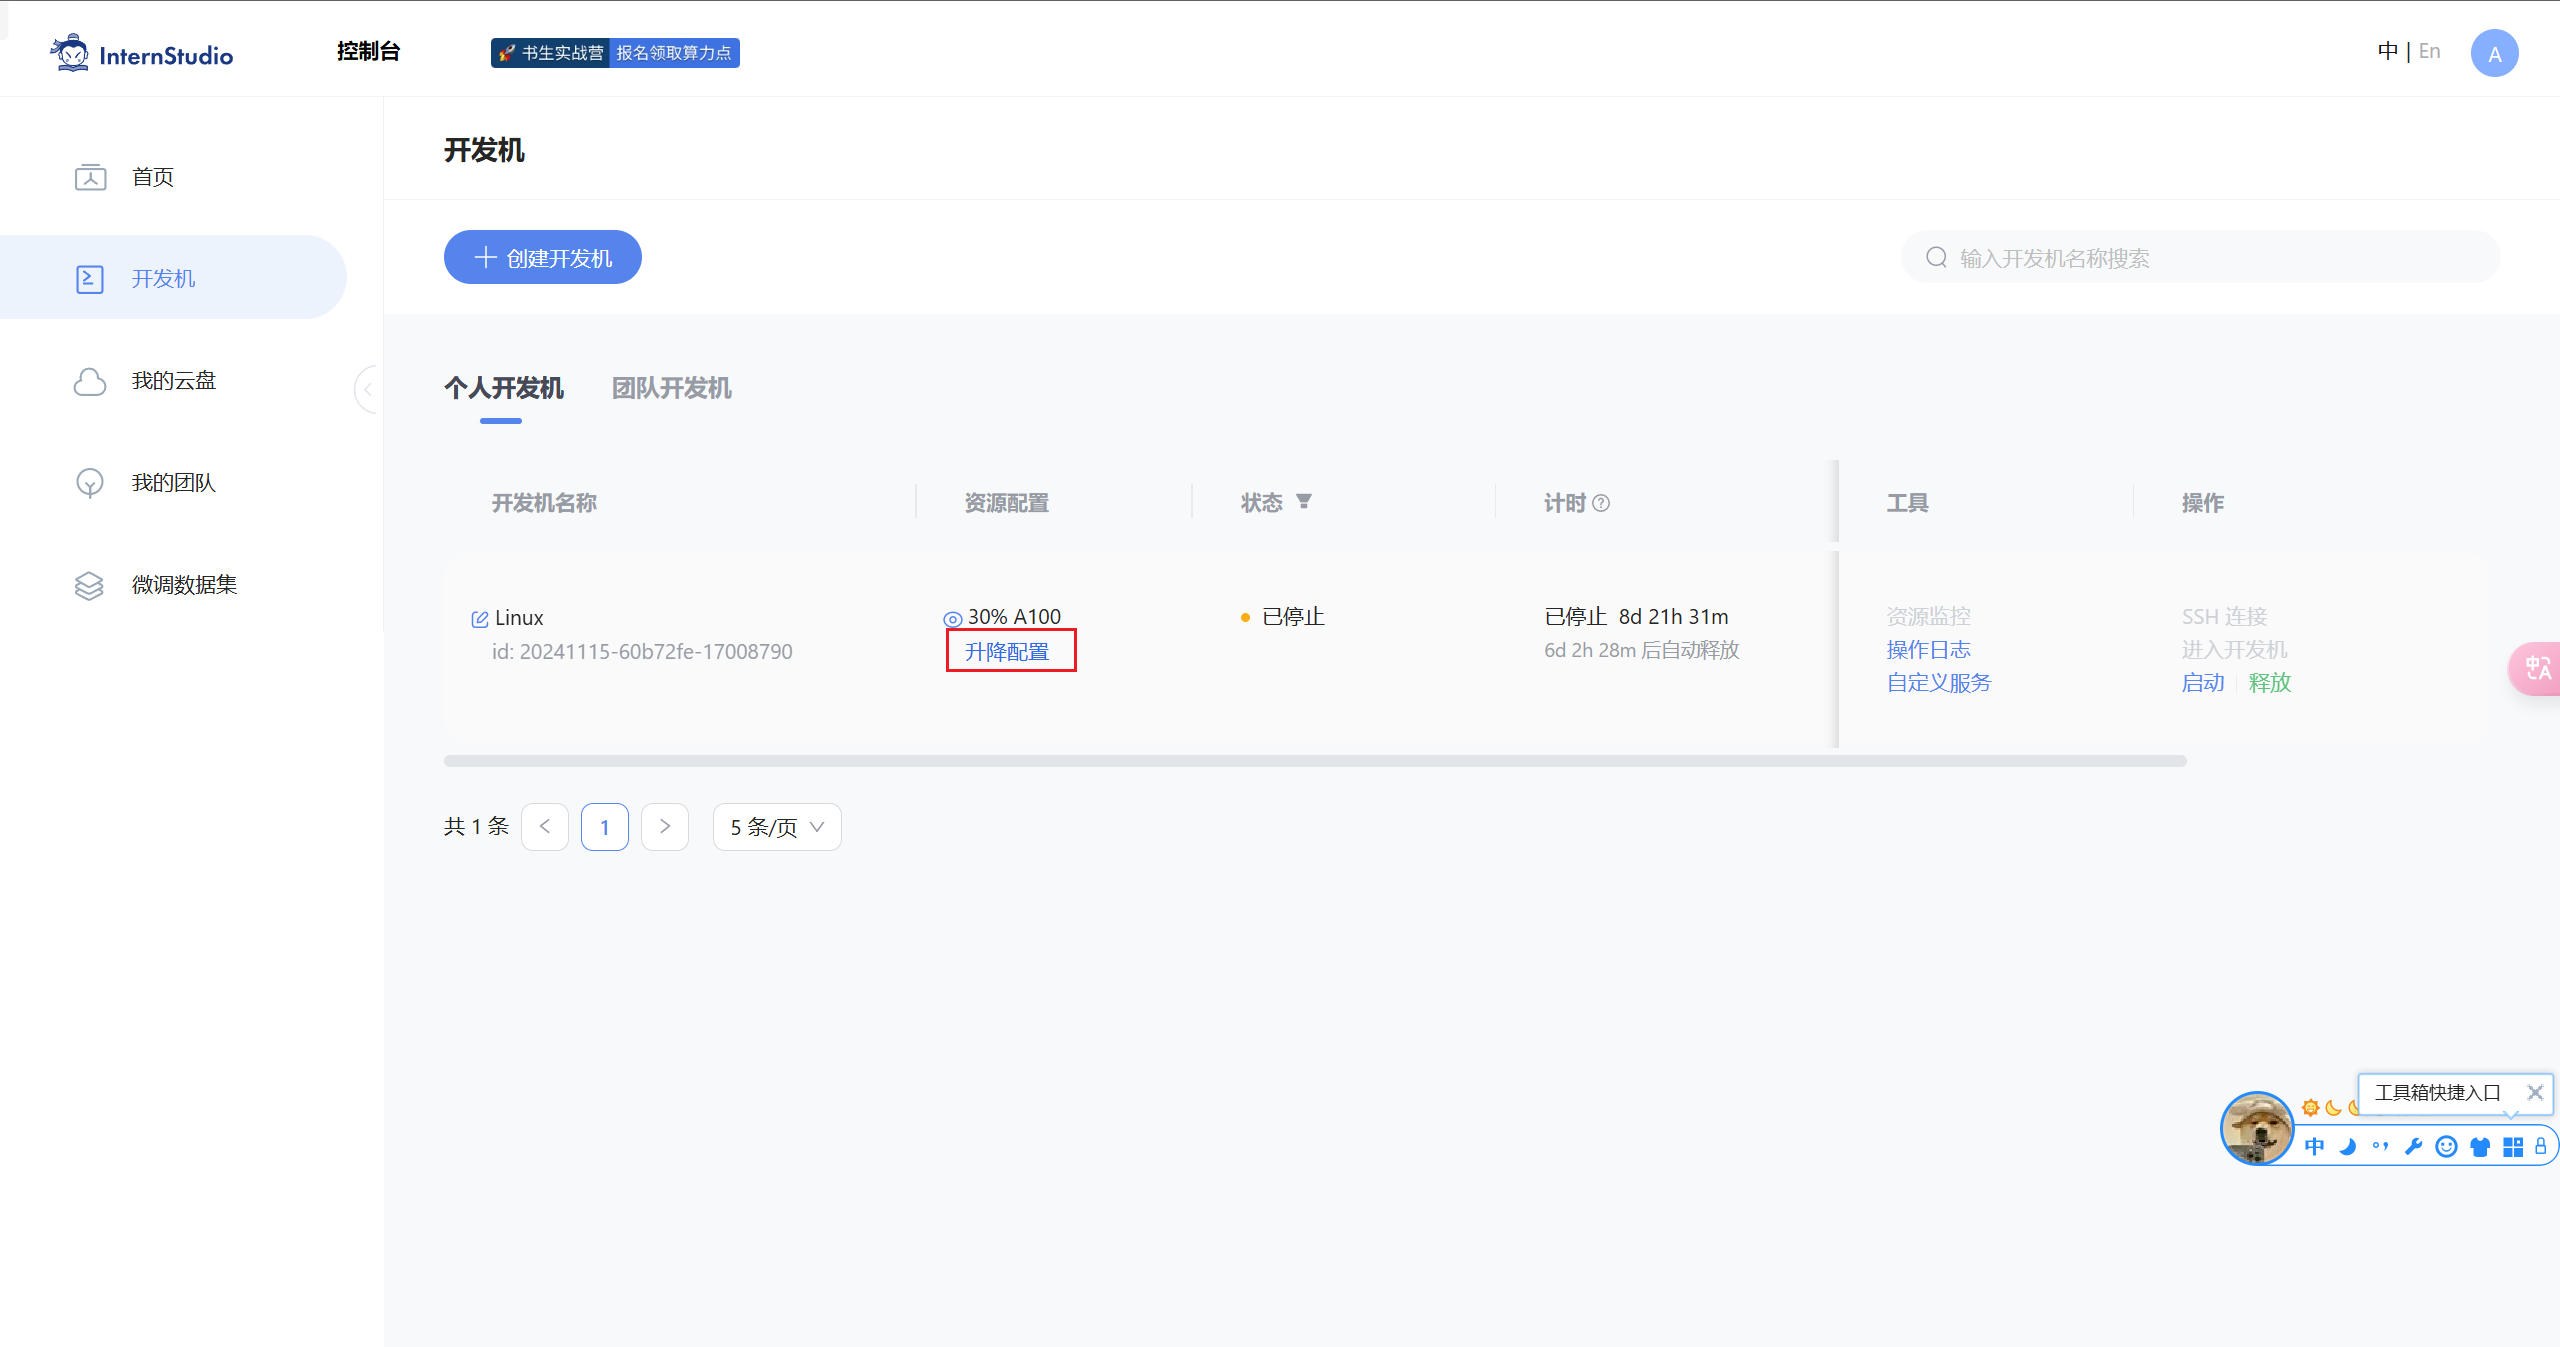 InternStudio
控制台
书生实战营 报名领取算力点
中 | En
A
首页
开发机
我的云盘
我的团队
微调数据集
开发机
创建开发机
输入开发机名称搜索
个人开发机 团队开发机
开发机名称 资源配置 状态 计时 工具 操作
Linux
id: 20241115-60b72fe-17008790
30% A100
升降配置
已停止
已停止 8d 21h 31m
6d 2h 28m 后自动释放
资源监控
操作日志
自定义服务
SSH 连接
进入开发机
启动 释放
共 1 条 1 5 条/页
工具箱快捷入口
中